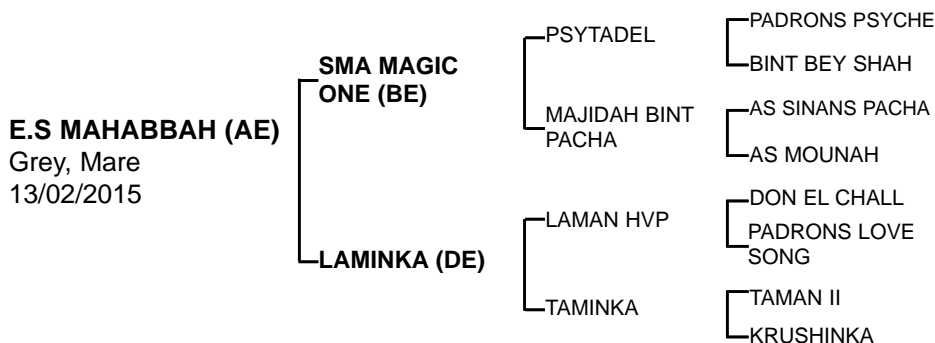 E.S MAHABBAH (AE)
Grey, Mare
13/02/2015
SMA MAGIC
ONE (BE)
LAMINKA (DE)
PSYTADEL
MAJIDAH BINT
PACHA
LAMAN HVP
TAMINKA
PADRONS PSYCHE
BINT BEY SHAH
AS SINANS PACHA
AS MOUNAH
DON EL CHALL
PADRONS LOVE
SONG
TAMAN II
KRUSHINKA